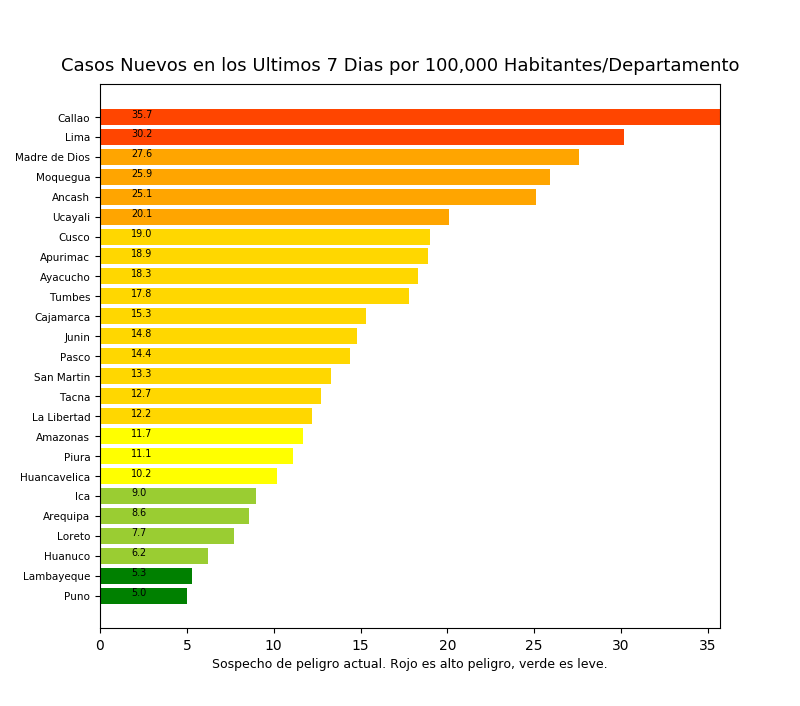 Casos Nuevos en los Ultimos 7 Dias por 100,000 Habitantes/Departamento
Callao 35.7
Lima 30.2
Madre de Dios 27.6
Moquegua 25.9
Ancash 25.1
Ucayali 20.1
Cusco 19.0
Apurimac 18.9
Ayacucho 18.3
Tumbes 17.8
Cajamarca 15.3
Junin 14.8
Pasco 14.4
San Martin 13.3
Tacna 12.7
La Libertad 12.2
Amazonas 11.7
Piura 11.1
Huancavelica 10.2
Ica 9.0
Arequipa 8.6
Loreto 7.7
Huanuco 6.2
Lambayeque 5.3
Puno 5.0
0 5 10 15 20 25 30 35
Sospecho de peligro actual. Rojo es alto peligro, verde es leve.